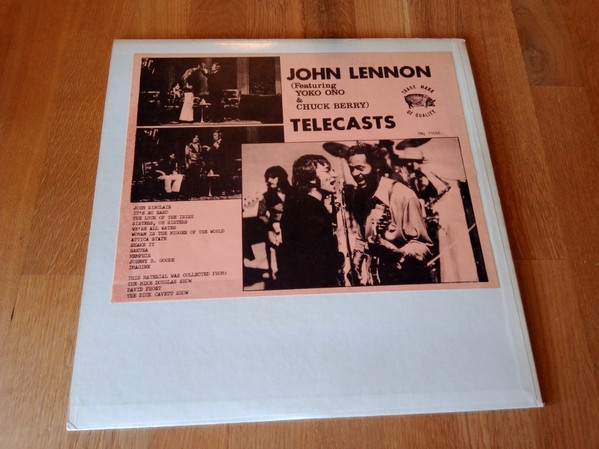 JOHN LENNON
(Featuring
YOKO ONO
&
CHUCK BERRY)
TELECASTS
TRADE MARK
OF QUALITY
TMQ
JOHN SINCLAIR
IT'S SO HARD
THE LUCK OF THE IRISH
SISTERS, OH SISTERS
WE'RE ALL WATER
WOMAN IS THE NIGGER OF THE WORLD
ATTICA STATE
SHAKE IT
SAKURA
MEMPHIS
JOHNNY B. GOODE
IMAGINE
THIS MATERIAL WAS COLLECTED FROM:
THE MIKE DOUGLAS SHOW
DAVID FROST
THE DICK CAVETT SHOW